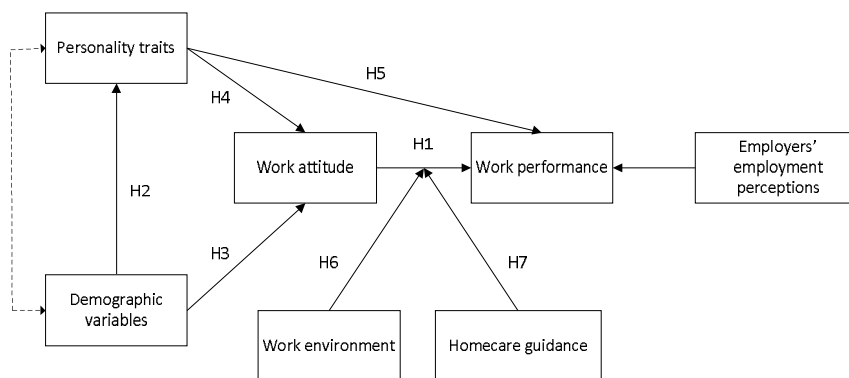 Personality traits
H5
H4
H1
Work attitude
Work performance
Employers’
employment
perceptions
H2
H3
H6
H7
Demographic
variables
Work environment
Homecare guidance